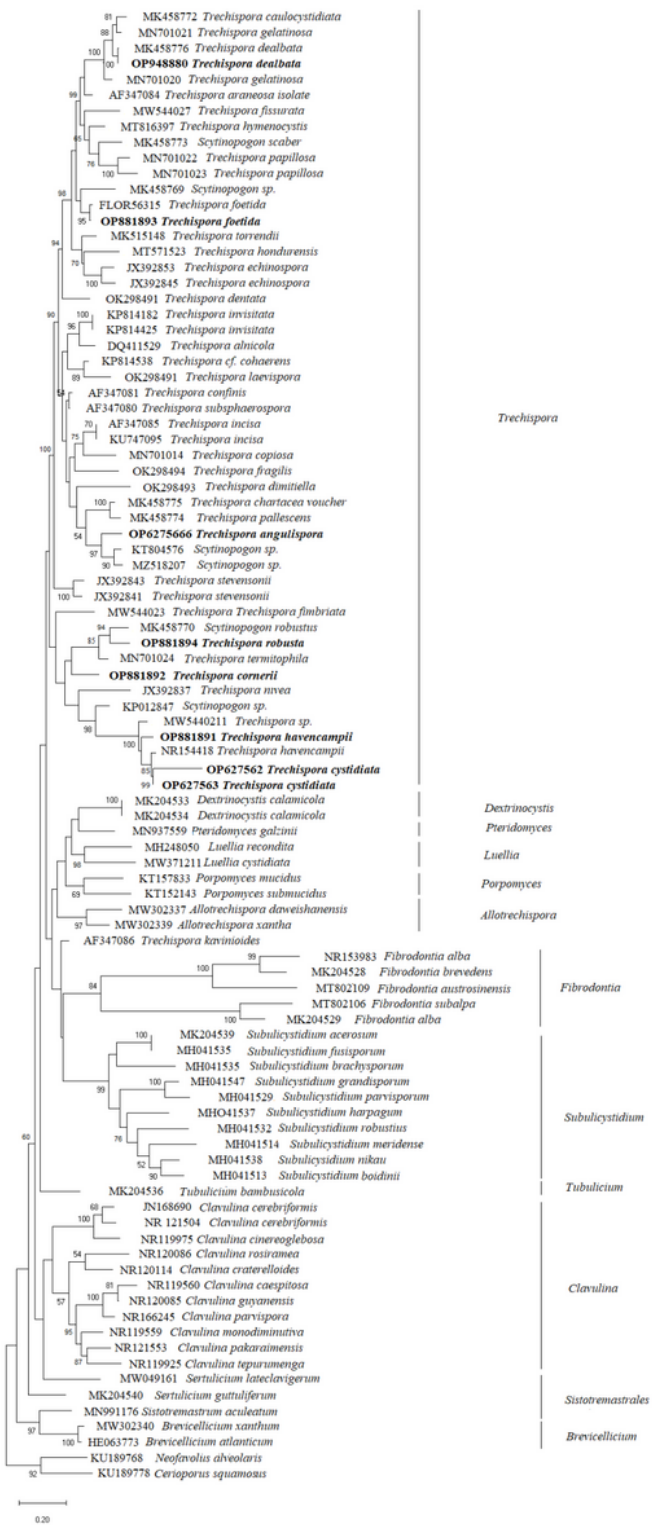 81 MK458772 Trechispora caulocystidiata
88 MN701021 Trechispora gelatinosa
MK458776 Trechispora dealbata
00 OP948880 Trechispora dealbata
MN701020 Trechispora gelatinosa
99 AF347084 Trechispora araneosa isolate
MW544027 Trechispora fissurata
MT816397 Trechispora hymenocystis
65 MK458773 Scytinopogon scaber
76 MN701022 Trechispora papillosa
100 MN701023 Trechispora papillosa
98 MK458769 Scytinopogon sp.
FLOR56315 Trechispora foetida
95 OP881893 Trechispora foetida
94 MK515148 Trechispora torrendii
MT571523 Trechispora hondurensis
70 JX392853 Trechispora echinospora
100 JX392845 Trechispora echinospora
OK298491 Trechispora dentata
90 100 KP814182 Trechispora invisitata
96 KP814425 Trechispora invisitata
DQ411529 Trechispora alnicola
KP814538 Trechispora cf. cohaerens
89 OK298491 Trechispora laevispora
54 AF347081 Trechispora confinis
AF347080 Trechispora subsphaerospora
Trechispora
70 AF347085 Trechispora incisa
75 KU747095 Trechispora incisa
100 MN701014 Trechispora copiosa
OK298494 Trechispora fragilis
OK298493 Trechispora dimitiella
100 MK458775 Trechispora chartacea voucher
MK458774 Trechispora pallescens
54 OP6275666 Trechispora angulispora
97 KT804576 Scytinopogon sp.
90 MZ518207 Scytinopogon sp.
JX392843 Trechispora stevensonii
100 JX392841 Trechispora stevensonii
MW544023 Trechispora Trechispora fimbriata
94 MK458770 Scytinopogon robustus
85 OP881894 Trechispora robusta
MN701024 Trechispora termitophila
OP881892 Trechispora cornerii
JX392837 Trechispora nivea
KP012847 Scytinopogon sp.
98 MW5440211 Trechispora sp.
100 OP881891 Trechispora havencampii
NR154418 Trechispora havencampii
85 OP627562 Trechispora cystidiata
99 OP627563 Trechispora cystidiata
100 MK204533 Dextrinocystis calamicola
Dextrinocystis
MK204534 Dextrinocystis calamicola
MN937559 Pteridomyces galzinii
Pteridomyces
MH248050 Luellia recondita
Luellia
98 MW371211 Luellia cystidiata
KT157833 Porpomyces mucidus
Porpomyces
69 KT152143 Porpomyces submucidus
MW302337 Allotrechispora daweishanensis
Allotrechispora
97 MW302339 Allotrechispora xantha
AF347086 Trechispora kavinioides
99 NR153983 Fibrodontia alba
100 MK204528 Fibrodontia brevedens
84 MT802109 Fibrodontia austrosinensis
Fibrodontia
MT802106 Fibrodontia subalpa
100 MK204529 Fibrodontia alba
100 MK204539 Subulicystidium acerosum
MH041535 Subulicystidium fusisporum
MH041535 Subulicystidium brachysporum
99 100 MH041547 Subulicystidium grandisporum
MH041529 Subulicystidium parvisporum
MHO41537 Subulicystidium harpagum
Subulicystidium
76 MH041532 Subulicystidium robustius
MH041514 Subulicystidium meridense
52 MH041538 Subulicysidium nikau
60 90 MH041513 Subulicystidium boidinii
MK204536 Tubulicium bambusicola
Tubulicium
68 JN168690 Clavulina cerebriformis
100 NR 121504 Clavulina cerebriformis
NR119975 Clavulina cinereoglebosa
54 NR120086 Clavulina rosiramea
NR120114 Clavulina craterelloides
81 NR119560 Clavulina caespitosa
Clavulina
57 100 NR120085 Clavulina guyanensis
NR166245 Clavulina parvispora
95 NR119559 Clavulina monodiminutiva
NR121553 Clavulina pakaraimensis
87 NR119925 Clavulina tepurumenga
MW049161 Sertulicium lateclavigerum
MK204540 Sertulicium guttuliferum
Sistotremastrales
MN991176 Sistotremastrum aculeatum
97 MW302340 Brevicellicium xanthum
Brevicellicium
100 HE063773 Brevicellicium atlanticum
KU189768 Neofavolus alveolaris
92 KU189778 Cerioporus squamosus
0.20